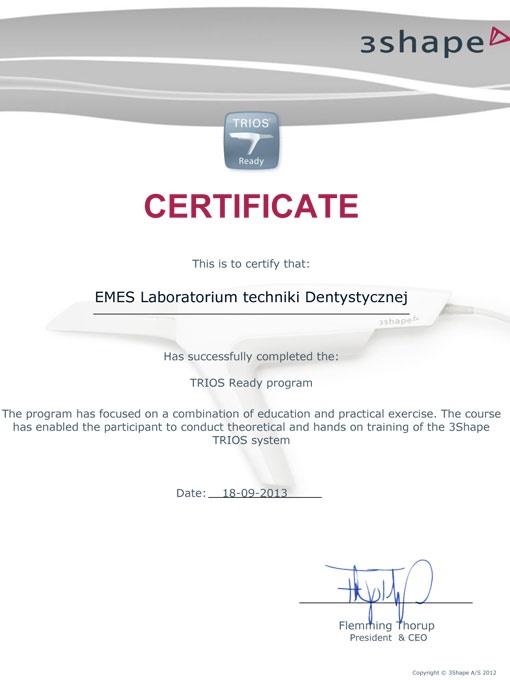 3shape
TRIOS
Ready
CERTIFICATE
This is to certify that:
EMES Laboratorium techniki Dentystycznej
3shape
Has successfully completed the:
TRIOS Ready program
The program has focused on a combination of education and practical exercise. The course
has enabled the participant to conduct theoretical and hands on training of the 3Shape
TRIOS system
Date: 18-09-2013
Flemming Thorup
President & CEO
Copyright © 3Shape A/S 2012